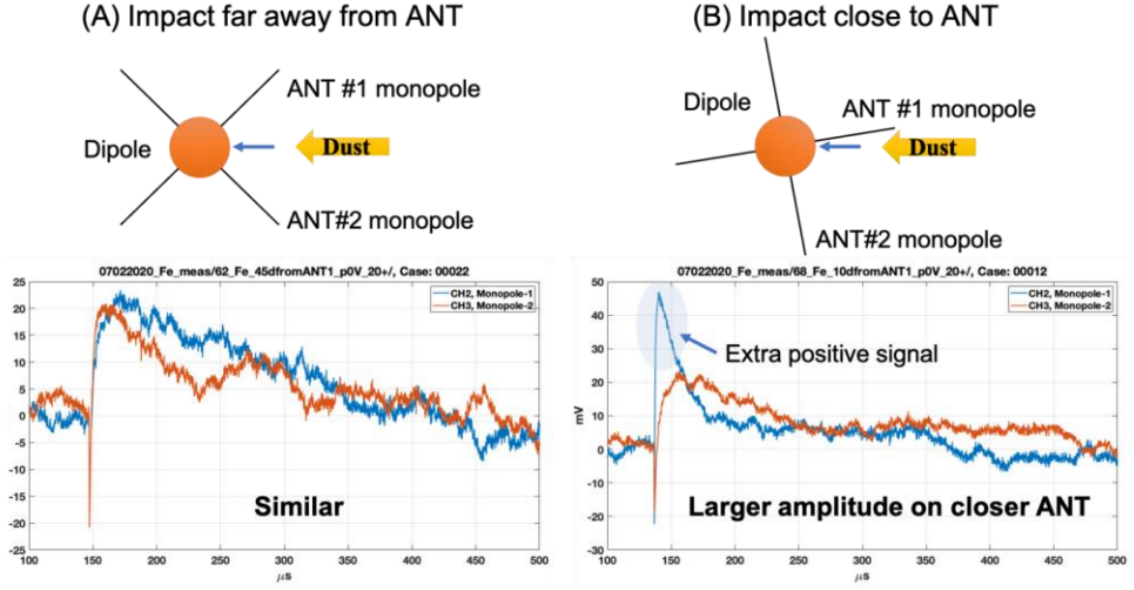 (A) Impact far away from ANT
ANT #1 monopole
Dipole
Dust
ANT#2 monopole
07022020_Fe_meas/62_Fe_45dfromANT1_p0V_20+/, Case: 00022
CH2, Monopole-1
CH3, Monopole-2
25
20
15
10
5
0
-5
-10
-15
-20
-25
Similar
100 150 200 250 300 350 400 450 500
μs
(B) Impact close to ANT
Dipole
ANT #1 monopole
Dust
ANT#2 monopole
07022020_Fe_meas/68_Fe_10dfromANT1_p0V_20+/, Case: 00012
CH2, Monopole-1
CH3, Monopole-2
mV
50
40
30
20
10
0
-10
-20
-30
Extra positive signal
Larger amplitude on closer ANT
100 150 200 250 300 350 400 450 500
μs